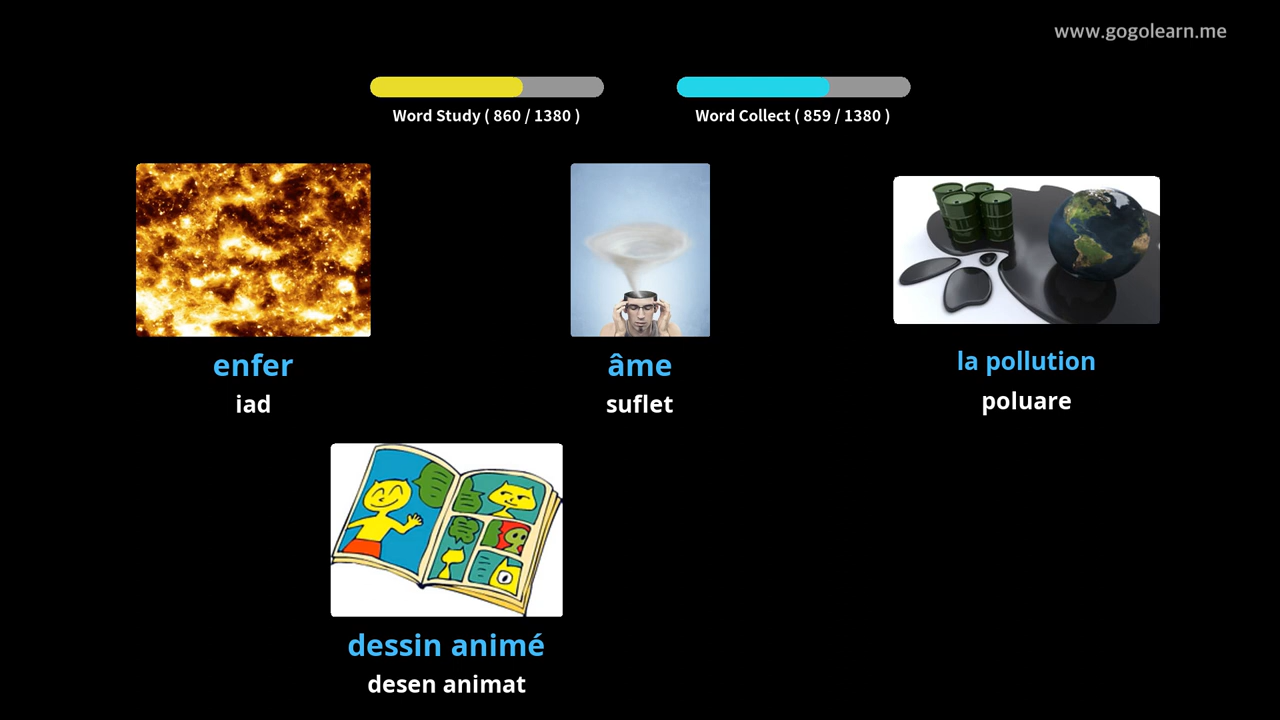 www.gogolearn.me
Word Study ( 860 / 1380 )
Word Collect ( 859 / 1380 )
enfer
iad
âme
suflet
la pollution
poluare
dessin animé
desen animat